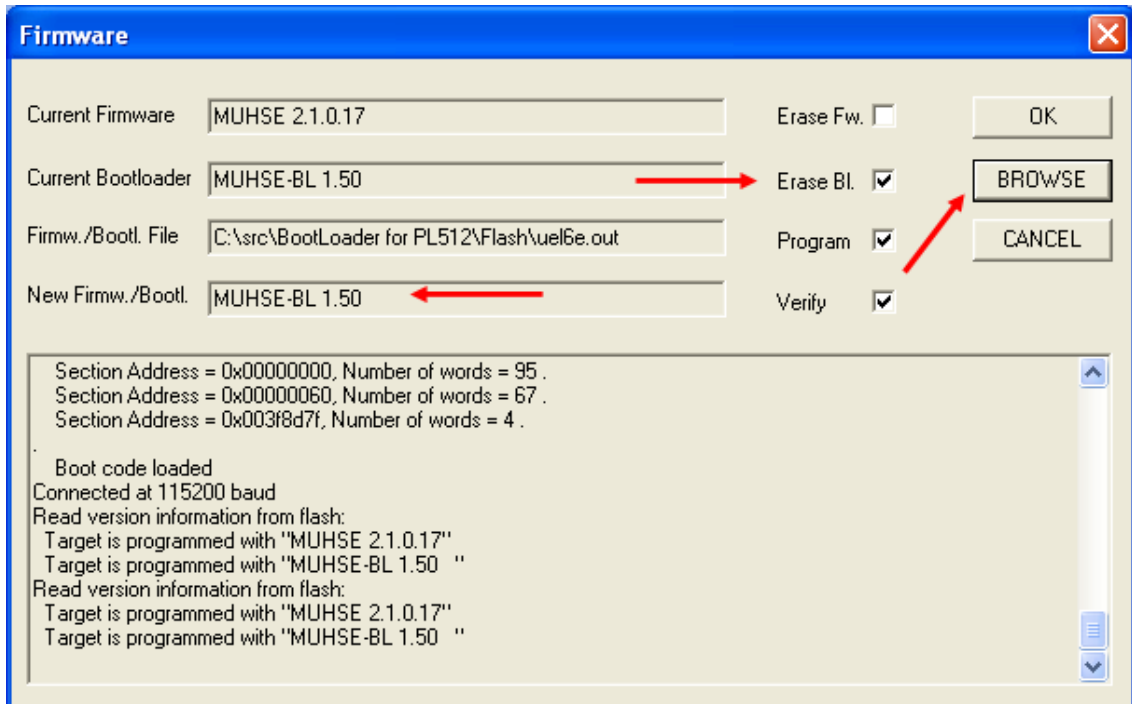 Firmware
Current Firmware MUHSE 2.1.0.17 Erase Fw. OK
Current Bootloader MUHSE-BL 1.50 Erase Bl. BROWSE
Firmw./Bootl. File C:\src\BootLoader for PL512\Flash\uel6e.out Program CANCEL
New Firmw./Bootl. MUHSE-BL 1.50 Verify
Section Address = 0x00000000, Number of words = 95 .
Section Address = 0x00000060, Number of words = 67 .
Section Address = 0x003f8d7f, Number of words = 4 .
.
Boot code loaded
Connected at 115200 baud
Read version information from flash:
Target is programmed with "MUHSE 2.1.0.17"
Target is programmed with "MUHSE-BL 1.50   "
Read version information from flash:
Target is programmed with "MUHSE 2.1.0.17"
Target is programmed with "MUHSE-BL 1.50   "